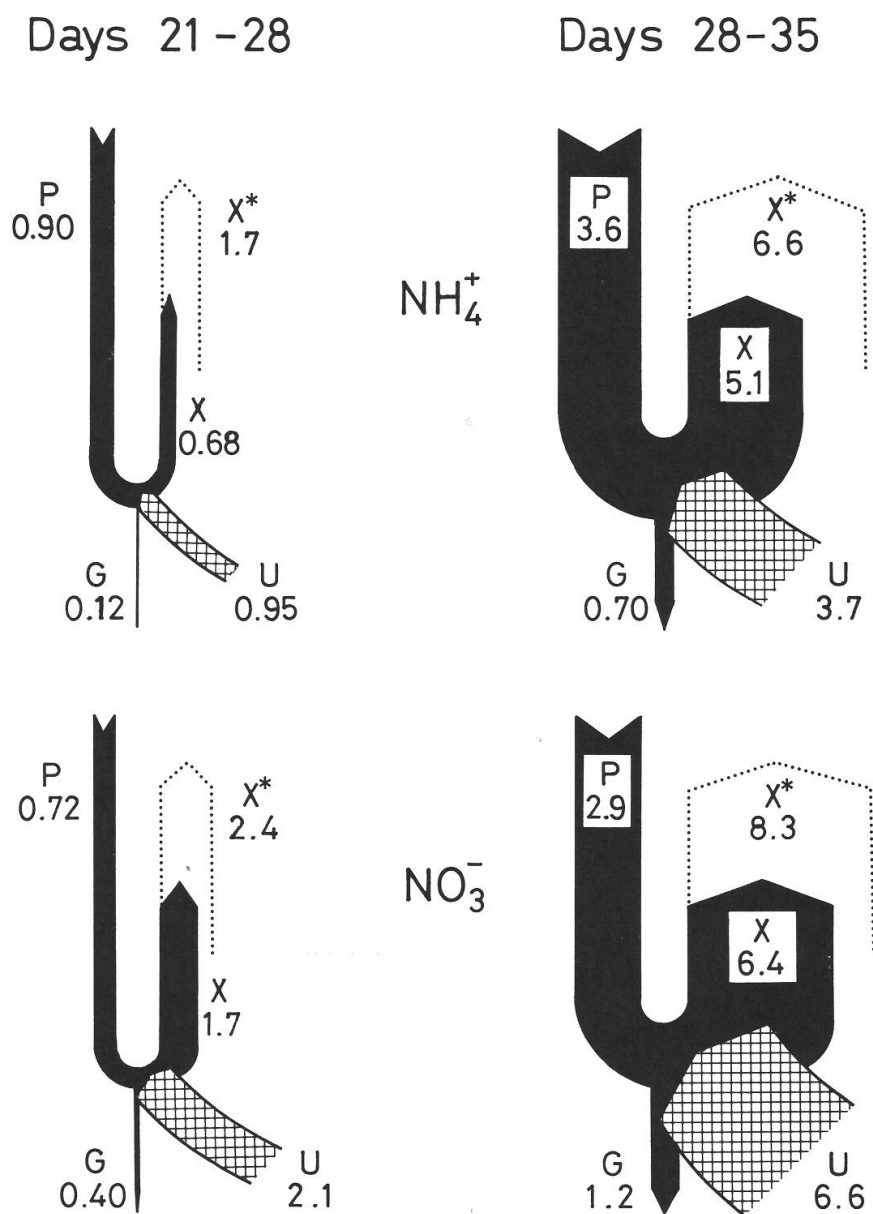 Days 21-28
Days 28-35
P
0.90
X*
1.7
X
0.68
G
0.12
U
0.95
NH₄⁺
P
3.6
X*
6.6
X
5.1
G
0.70
U
3.7
P
0.72
X*
2.4
X
1.7
G
0.40
U
2.1
NO₃⁻
P
2.9
X*
8.3
X
6.4
G
1.2
U
6.6